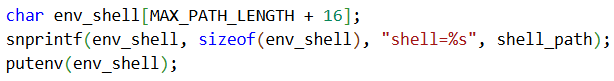 char env_shell[MAX_PATH_LENGTH + 16];
snprintf(env_shell, sizeof(env_shell), "shell=%s", shell_path);
putenv(env_shell);